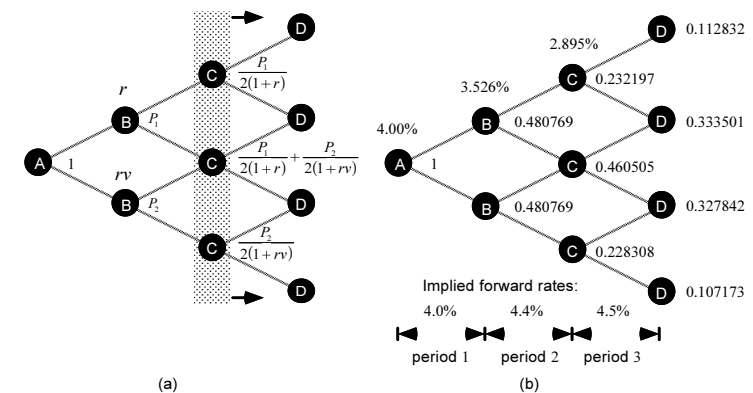 A
B
B
C
C
C
D
D
D
D
r
rv
1
P₁
P₂
P₁ / 2(1+r)
P₁ / 2(1+r) + P₂ / 2(1+rv)
P₂ / 2(1+rv)
(a)
A
B
B
C
C
C
D
D
D
D
4.00%
3.526%
2.895%
1
0.480769
0.480769
0.232197
0.460505
0.228308
0.112832
0.333501
0.327842
0.107173
Implied forward rates:
4.0% 4.4% 4.5%
period 1 period 2 period 3
(b)